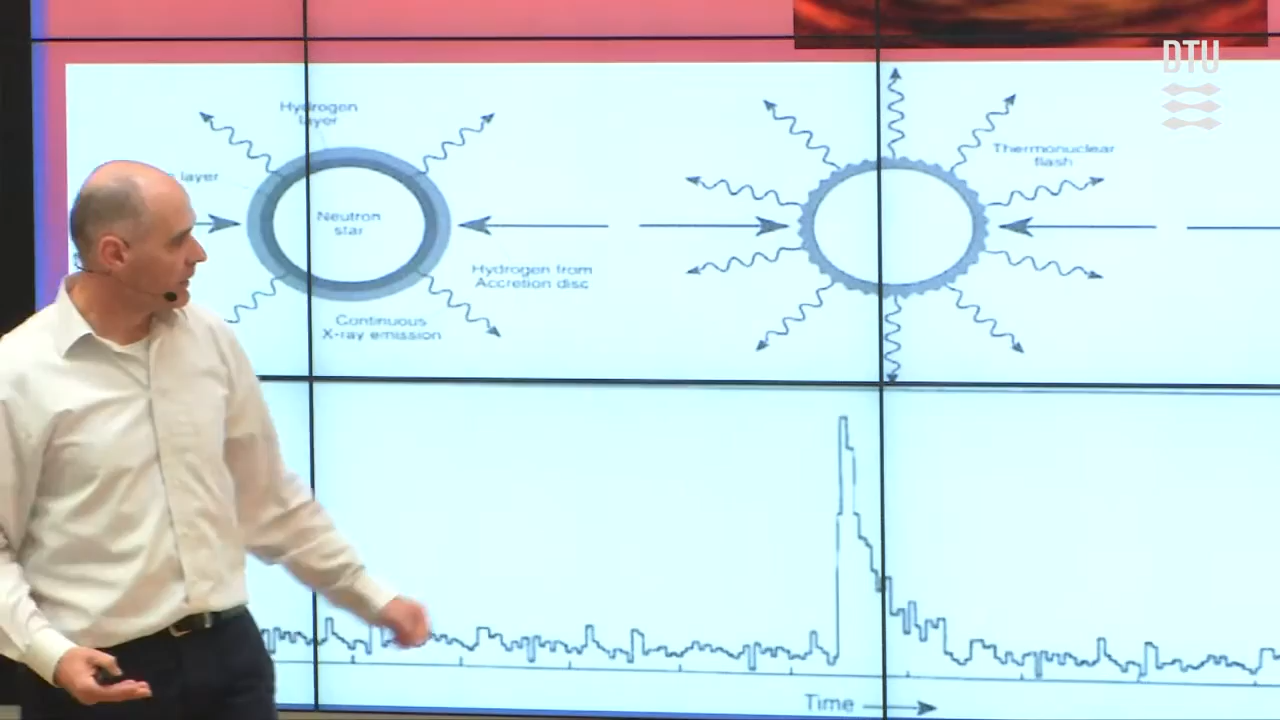 DTU
Hydrogen
layer
layer
Neutron
star
Hydrogen from
Accretion disc
Continuous
X-ray emission
Thermonuclear
flash
Time